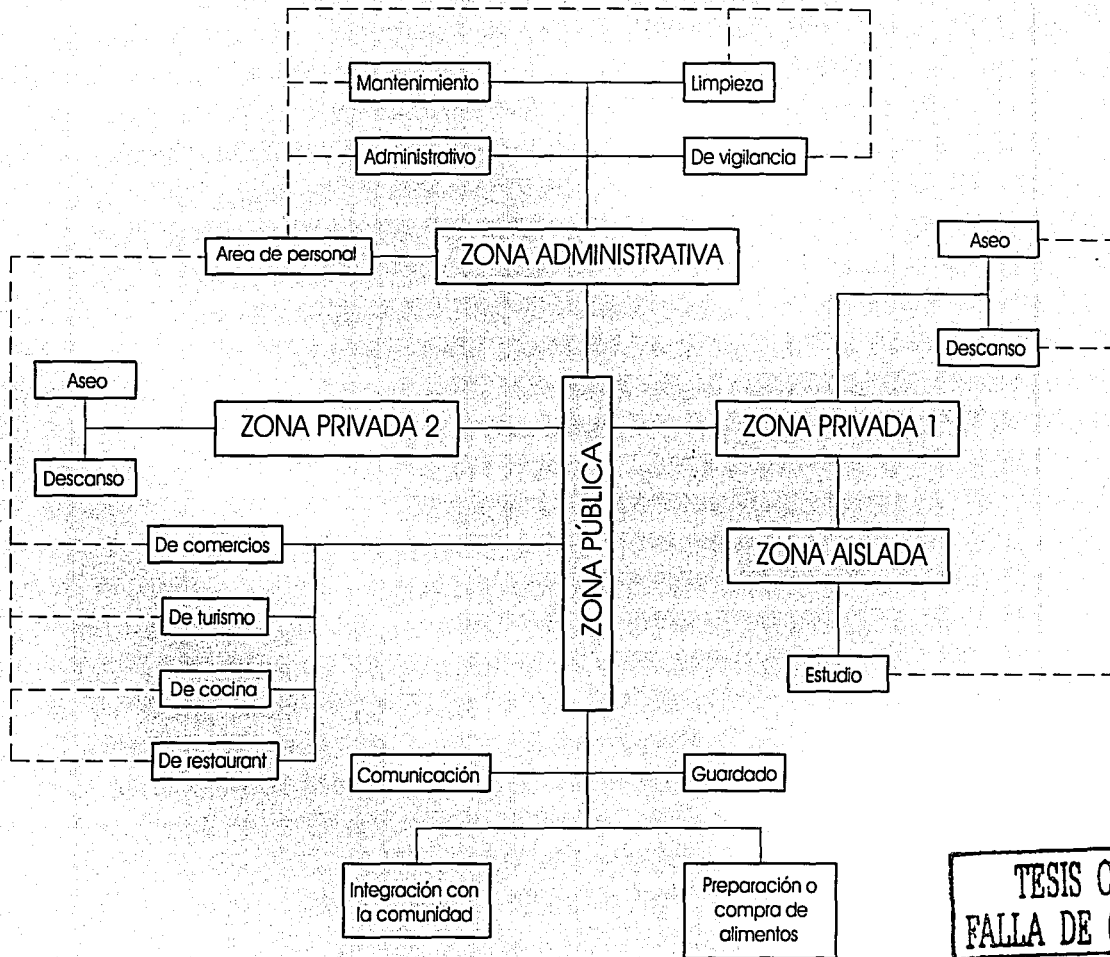 Mantenimiento
Limpieza
Administrativo
De vigilancia
Area de personal
ZONA ADMINISTRATIVA
Aseo
Descanso
Aseo
Descanso
ZONA PRIVADA 2
ZONA PÚBLICA
ZONA PRIVADA 1
ZONA AISLADA
Estudio
De comercios
De turismo
De cocina
De restaurant
Comunicación
Guardado
Integración con
la comunidad
Preparación o
compra de
alimentos
TESIS C
FALLA DE